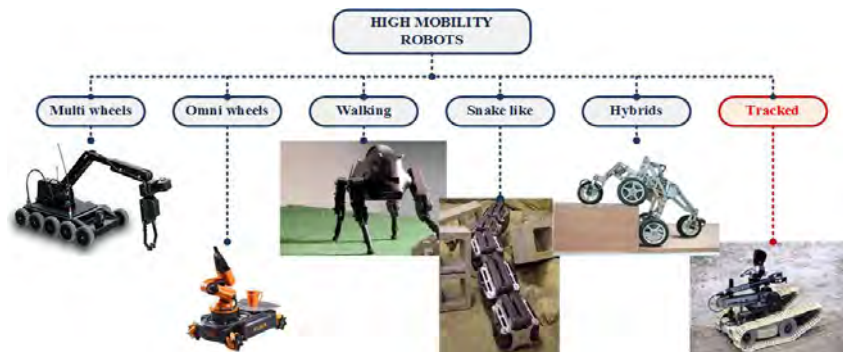 HIGH MOBILITY
ROBOTS
Multi wheels
Omni wheels
Walking
Snake like
Hybrids
Tracked